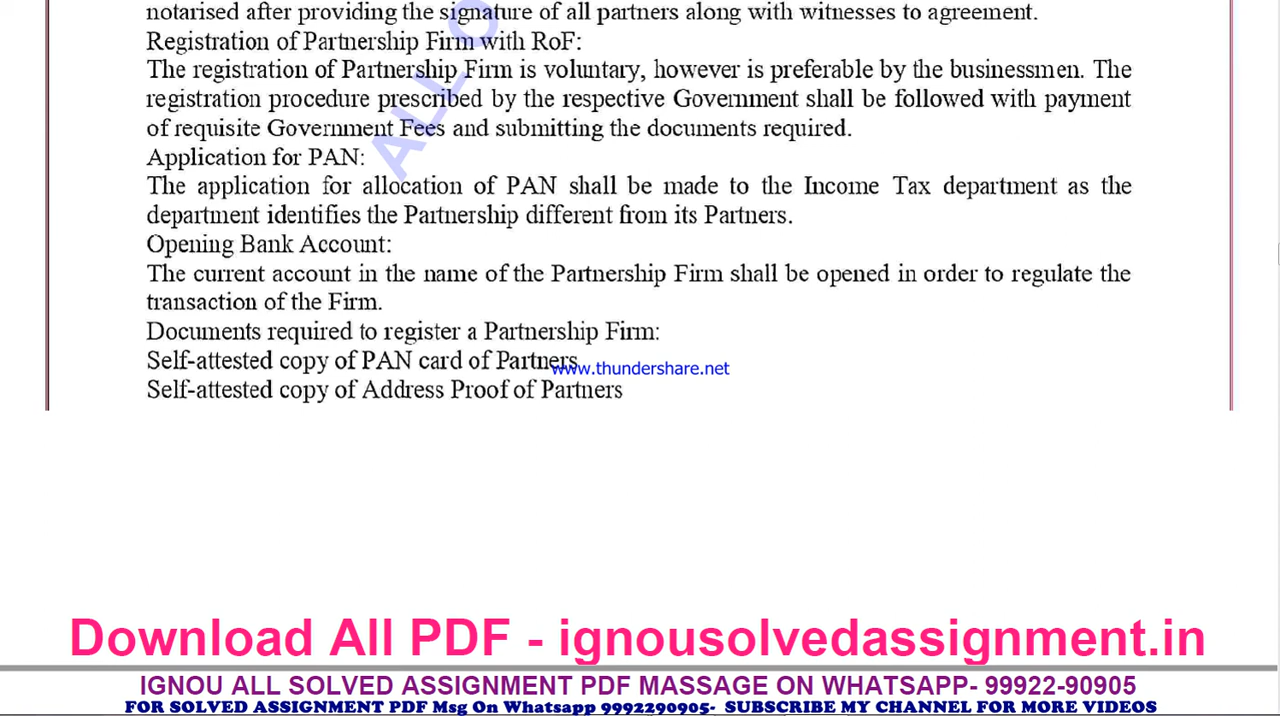 notarised after providing the signature of all partners along with witnesses to agreement.
Registration of Partnership Firm with RoF:
The registration of Partnership Firm is voluntary, however is preferable by the businessmen. The
registration procedure prescribed by the respective Government shall be followed with payment
of requisite Government Fees and submitting the documents required.
Application for PAN:
The application for allocation of PAN shall be made to the Income Tax department as the
department identifies the Partnership different from its Partners.
Opening Bank Account:
The current account in the name of the Partnership Firm shall be opened in order to regulate the
transaction of the Firm.
Documents required to register a Partnership Firm:
Self-attested copy of PAN card of Partners
www.thundershare.net
Self-attested copy of Address Proof of Partners
ALL O
Download All PDF - ignousolvedassignment.in
IGNOU ALL SOLVED ASSIGNMENT PDF MASSAGE ON WHATSAPP- 99922-90905
FOR SOLVED ASSIGNMENT PDF Msg On Whatsapp 9992290905- SUBSCRIBE MY CHANNEL FOR MORE VIDEOS